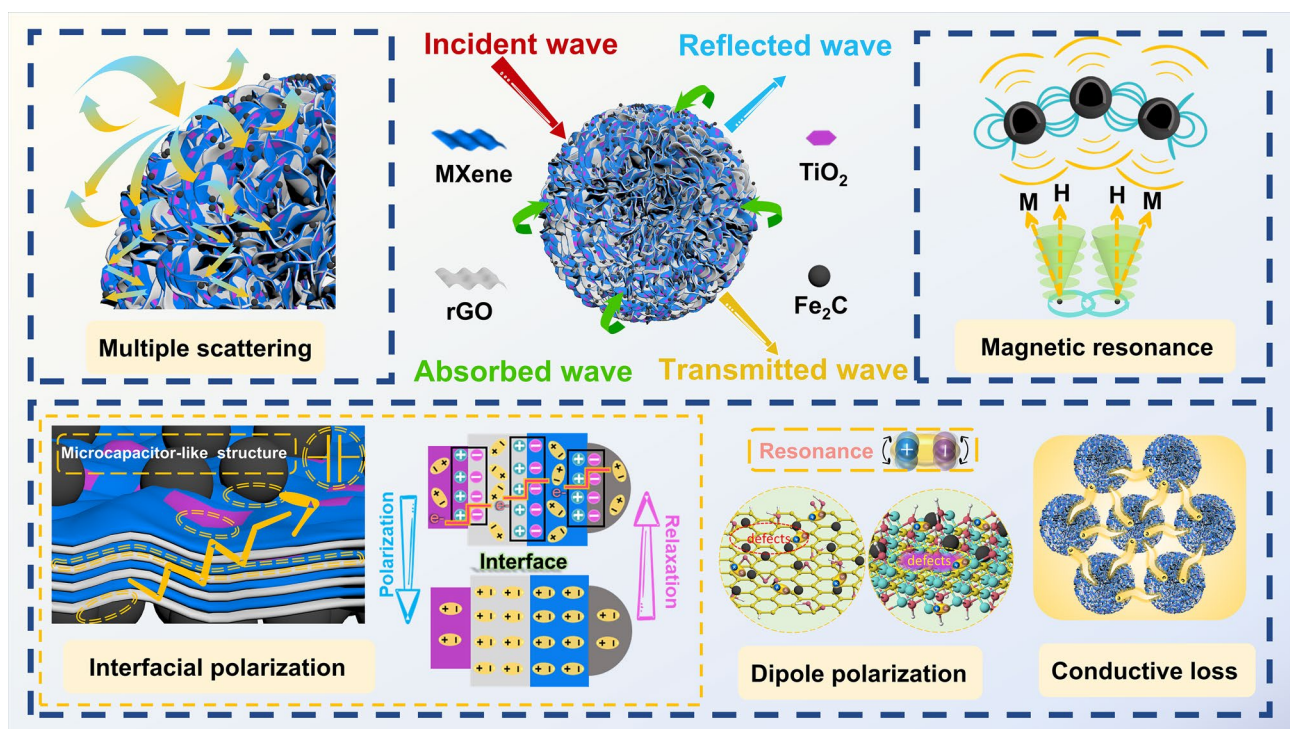 Incident wave
Reflected wave
MXene
TiO₂
rGO
Fe₂C
Absorbed wave
Transmitted wave
Multiple scattering
M H H M
Magnetic resonance
Microcapacitor-like structure
Interfacial polarization
Polarization
e-
e-
e-
Interface
Relaxation
Resonance
defects
defects
Dipole polarization
Conductive loss